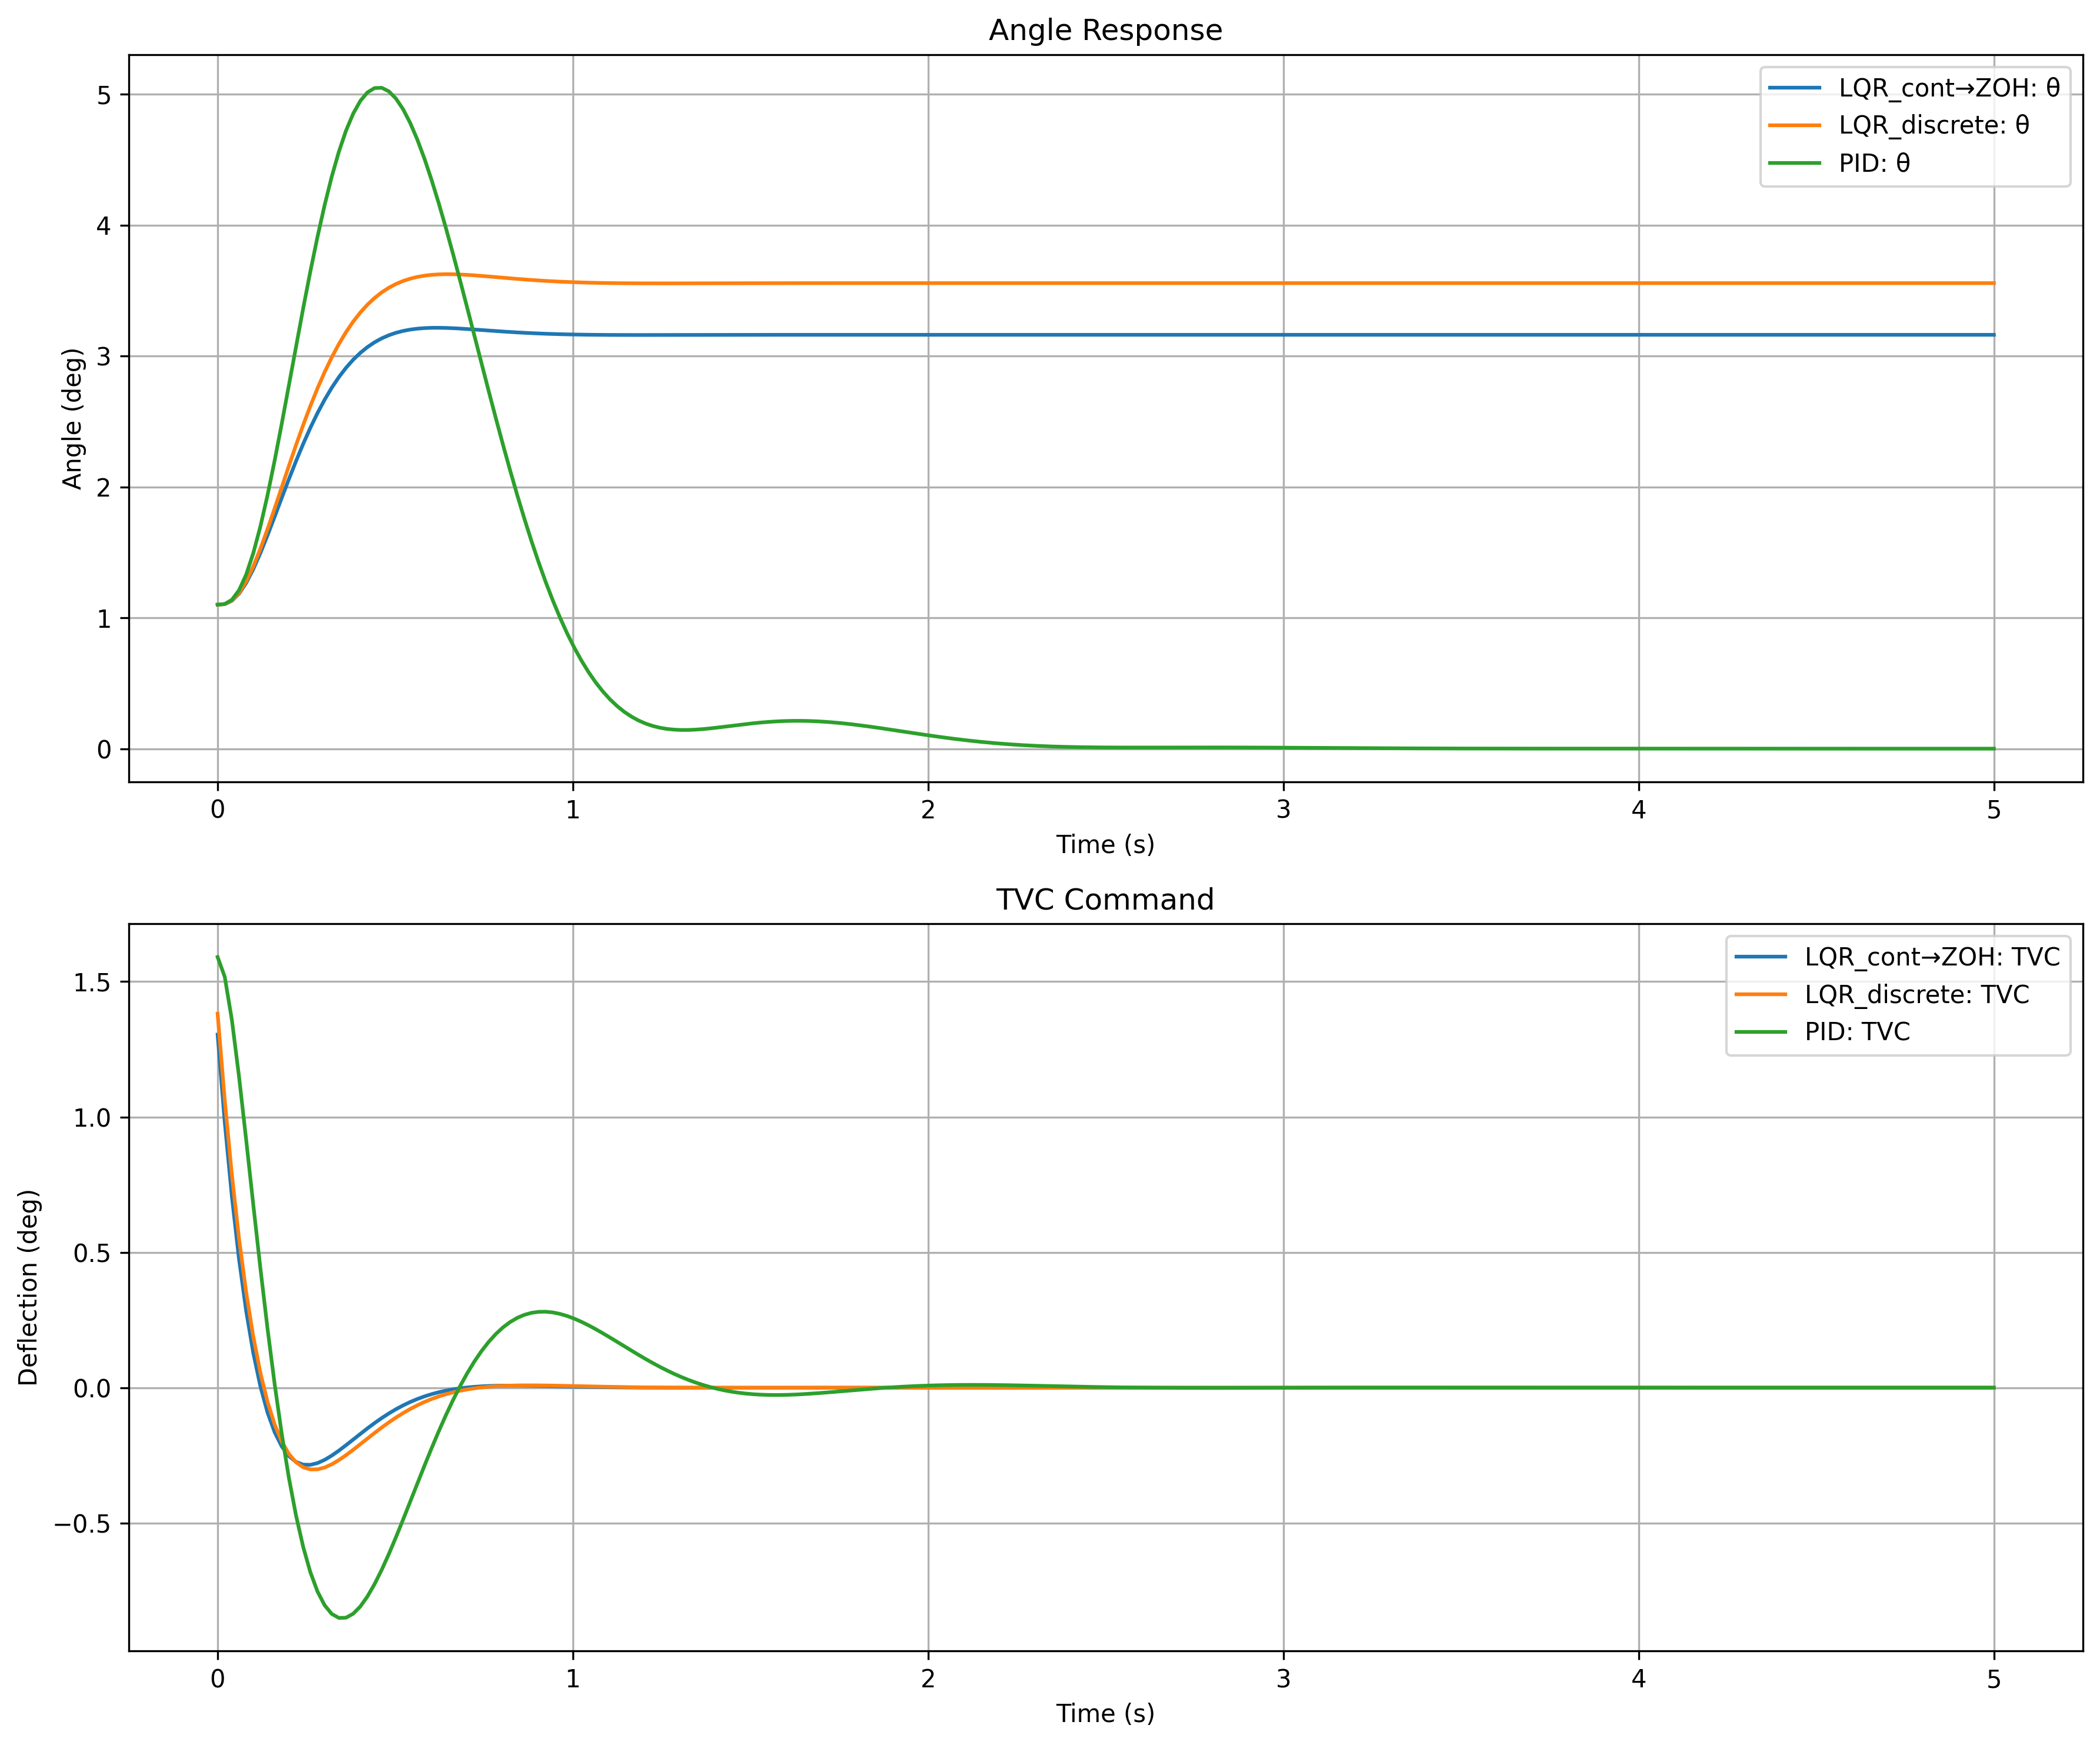 Angle Response
LQR_cont→ZOH: θ
LQR_discrete: θ
PID: θ
5
4
3
2
1
0
Angle (deg)
0 1 2 3 4 5
Time (s)
TVC Command
LQR_cont→ZOH: TVC
LQR_discrete: TVC
PID: TVC
1.5
1.0
0.5
0.0
−0.5
Deflection (deg)
0 1 2 3 4 5
Time (s)